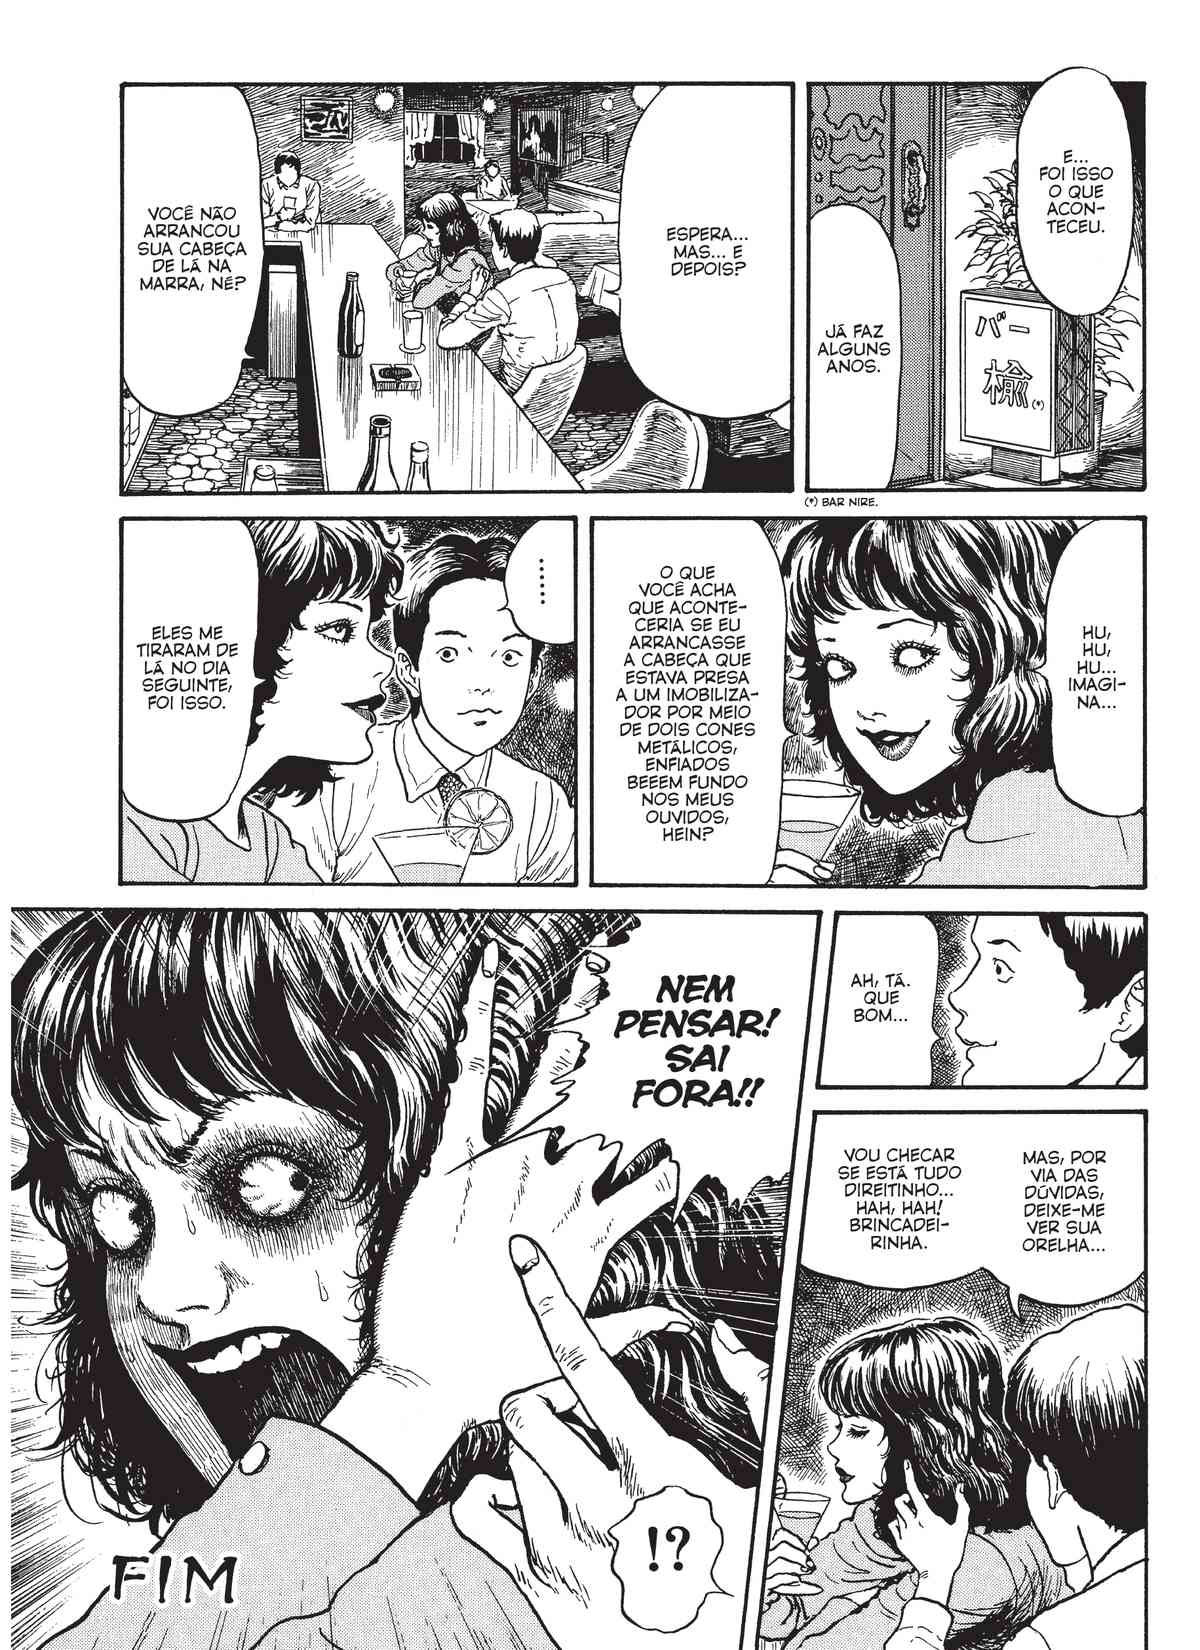 E...
FOI ISSO
O QUE
ACON-
TECEU.
JÁ FAZ
ALGUNS
ANOS.
バー
楡
(*)
(*) BAR NIRE.
ESPERA...
MAS... E
DEPOIS?
VOCÊ NÃO
ARRANCOU
SUA CABEÇA
DE LÁ NA
MARRA, NÉ?
HU,
HU,
HU...
IMAGI-
NA...
O QUE
VOCÊ ACHA
QUE ACONTE-
CERIA SE EU
ARRANCASSE
A CABEÇA QUE
ESTAVA PRESA
A UM IMOBILIZA-
DOR POR MEIO
DE DOIS CONES
METÁLICOS,
ENFIADOS
BEEEM FUNDO
NOS MEUS
OUVIDOS,
HEIN?
......
ELES ME
TIRARAM DE
LÁ NO DIA
SEGUINTE,
FOI ISSO.
AH, TÁ.
QUE
BOM...
MAS, POR
VIA DAS
DÚVIDAS,
DEIXE-ME
VER SUA
ORELHA...
VOU CHECAR
SE ESTÁ TUDO
DIREITINHO...
HAH, HAH!
BRINCADEI-
RINHA.
NEM
PENSAR!
SAI
FORA!!
!?
FIM